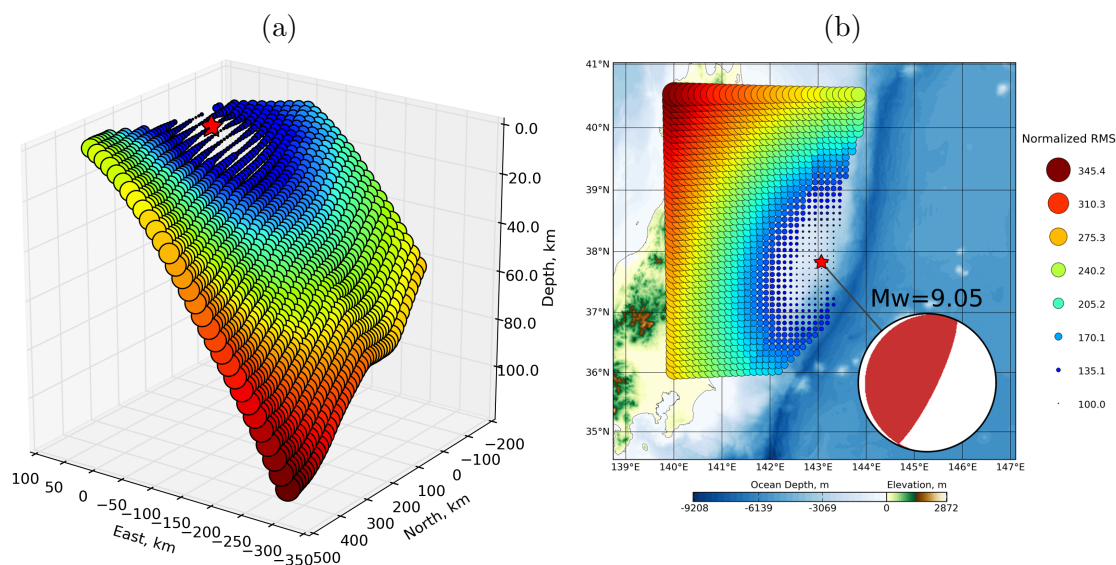 (a)
0.0
20.0
40.0
60.0
80.0
100.0
Depth, km
100
50
0
−50
−100
−150
−200
−250
−300
−350
East, km
500
400
300
200
100
0
−100
−200
North, km
(b)
41°N
40°N
39°N
38°N
37°N
36°N
35°N
139°E 140°E 141°E 142°E 143°E 144°E 145°E 146°E 147°E
Mw=9.05
Normalized RMS
345.4
310.3
275.3
240.2
205.2
170.1
135.1
100.0
Ocean Depth, m Elevation, m
-9208 -6139 -3069 0 2872